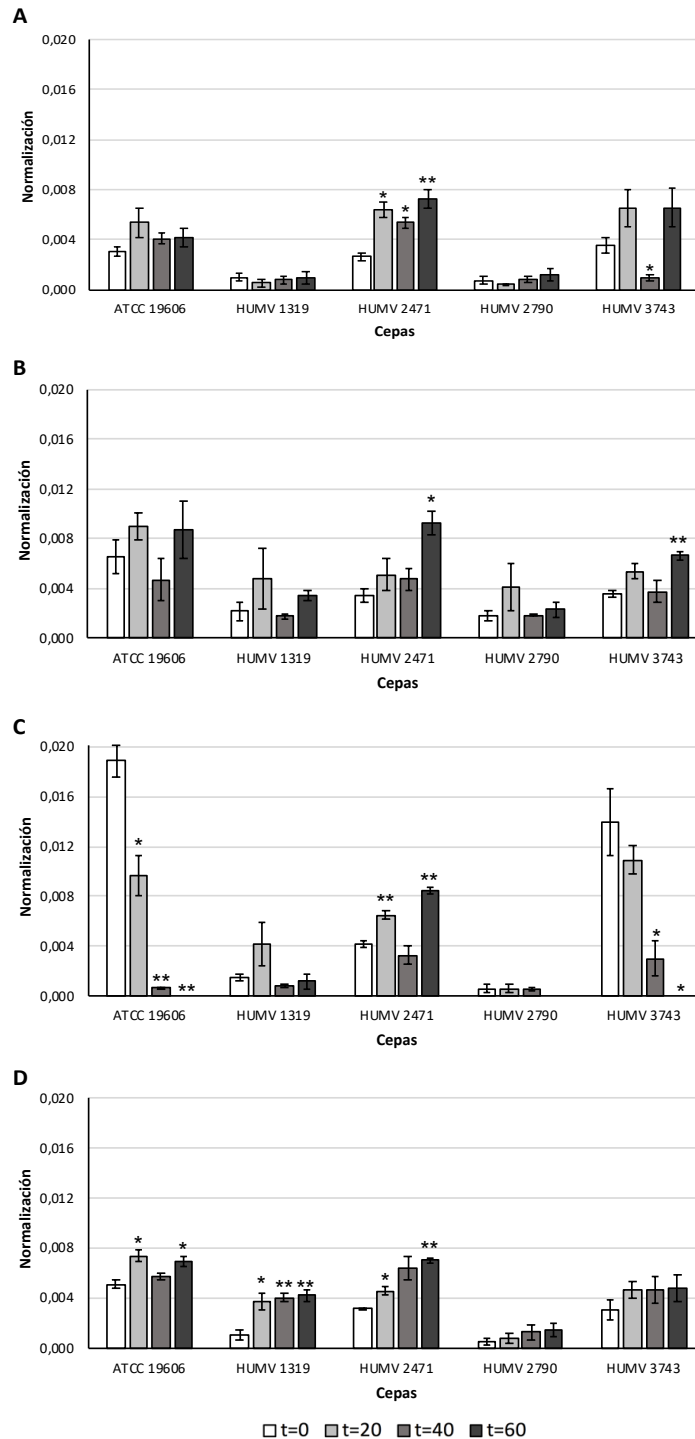 A
0,020
0,016
0,012
0,008
0,004
0,000
Normalización
* * **
*
ATCC 19606 HUMV 1319 HUMV 2471 HUMV 2790 HUMV 3743
Cepas
B
0,020
0,016
0,012
0,008
0,004
0,000
Normalización
* **
ATCC 19606 HUMV 1319 HUMV 2471 HUMV 2790 HUMV 3743
Cepas
C
0,020
0,016
0,012
0,008
0,004
0,000
Normalización
* ** ** ** ** * *
ATCC 19606 HUMV 1319 HUMV 2471 HUMV 2790 HUMV 3743
Cepas
D
0,020
0,016
0,012
0,008
0,004
0,000
Normalización
* * * ** ** * **
ATCC 19606 HUMV 1319 HUMV 2471 HUMV 2790 HUMV 3743
Cepas
t=0 t=20 t=40 t=60